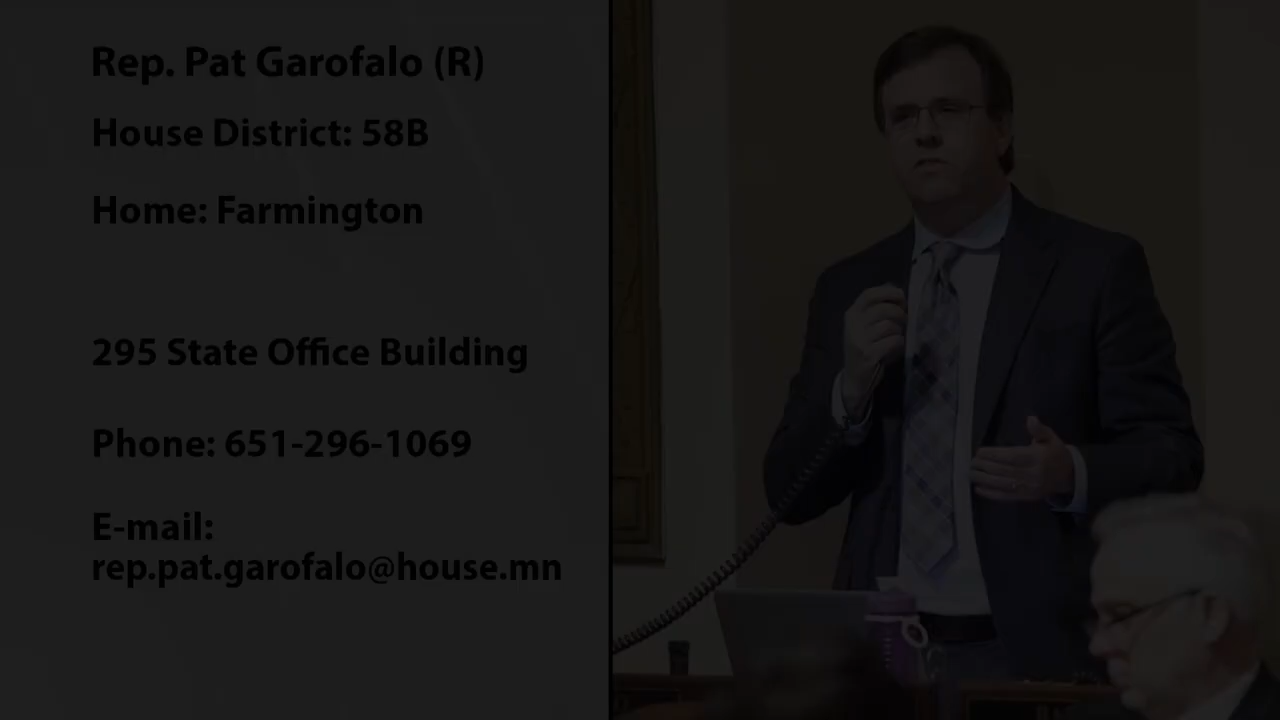 Rep. Pat Garofalo (R)
House District: 58B
Home: Farmington
295 State Office Building
Phone: 651-296-1069
E-mail:
rep.pat.garofalo@house.mn